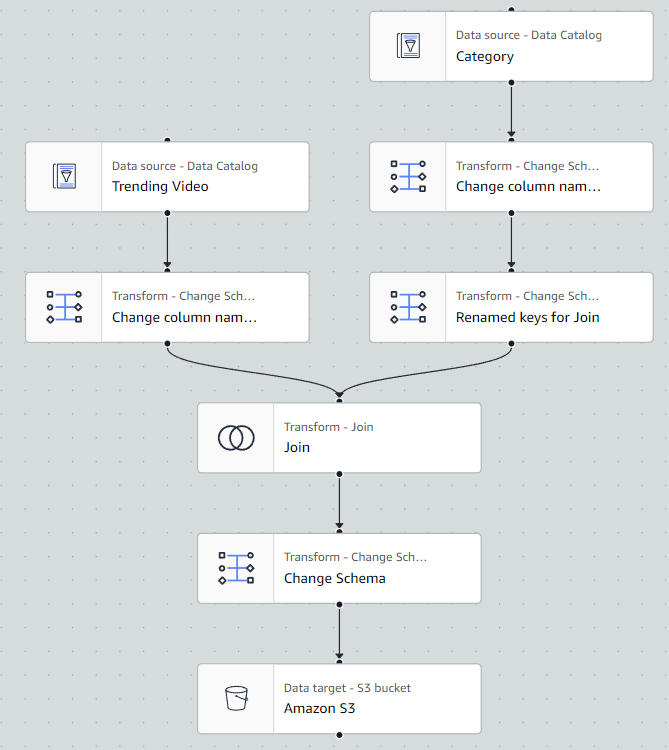 Data source - Data Catalog
Category
Data source - Data Catalog
Trending Video
Transform - Change Sch...
Change column nam...
Transform - Change Sch...
Change column nam...
Transform - Change Sch...
Renamed keys for Join
Transform - Join
Join
Transform - Change Sch...
Change Schema
Data target - S3 bucket
Amazon S3